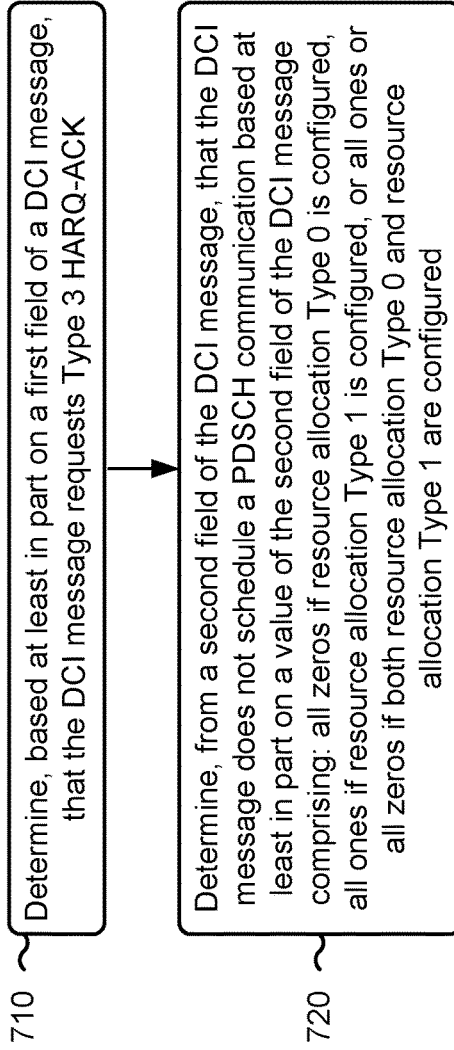 710
Determine, based at least in part on a first field of a DCI message,
that the DCI message requests Type 3 HARQ-ACK
720
Determine, from a second field of the DCI message, that the DCI
message does not schedule a PDSCH communication based at
least in part on a value of the second field of the DCI message
comprising: all zeros if resource allocation Type 0 is configured,
all ones if resource allocation Type 1 is configured, or all ones or
all zeros if both resource allocation Type 0 and resource
allocation Type 1 are configured